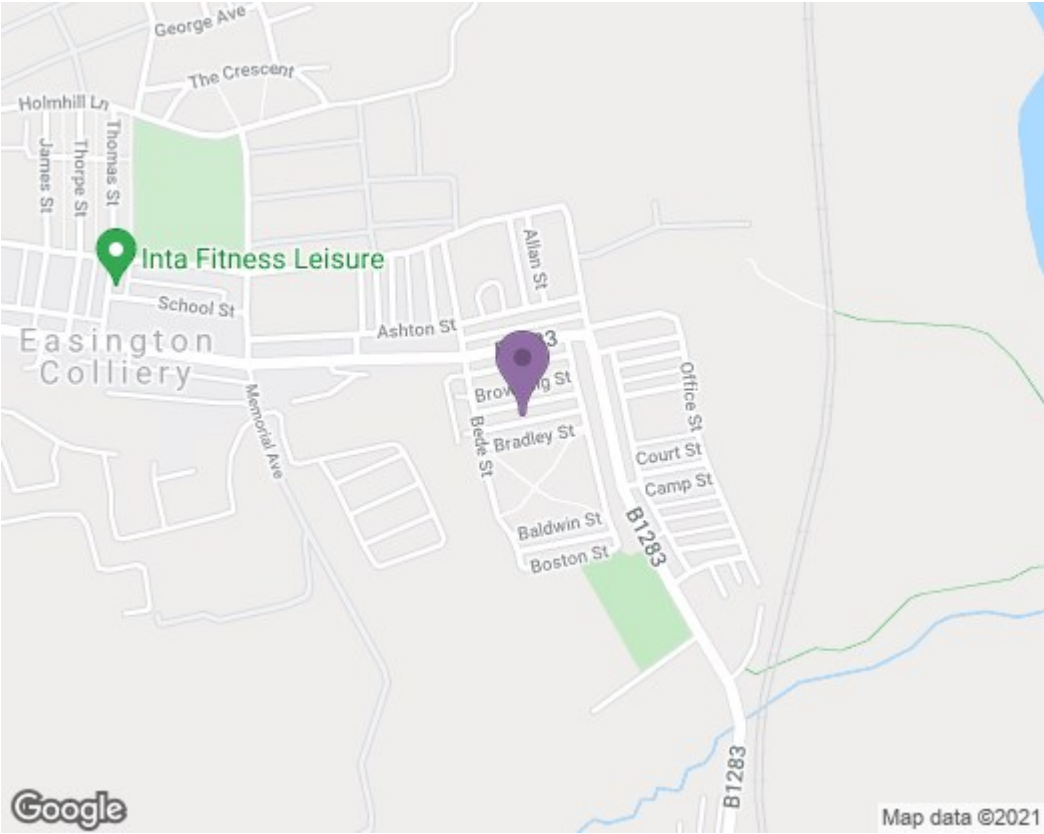 George Ave
The Crescent
Holmhill Ln
James St
Thorpe St
Thomas St
Inta Fitness Leisure
School St
Allan St
Ashton St
Easington
Colliery
Memorial Ave
Bede St
Bradley St
Office St
Court St
Camp St
Baldwin St
Boston St
B1283
B1283
Google
Map data ©2021